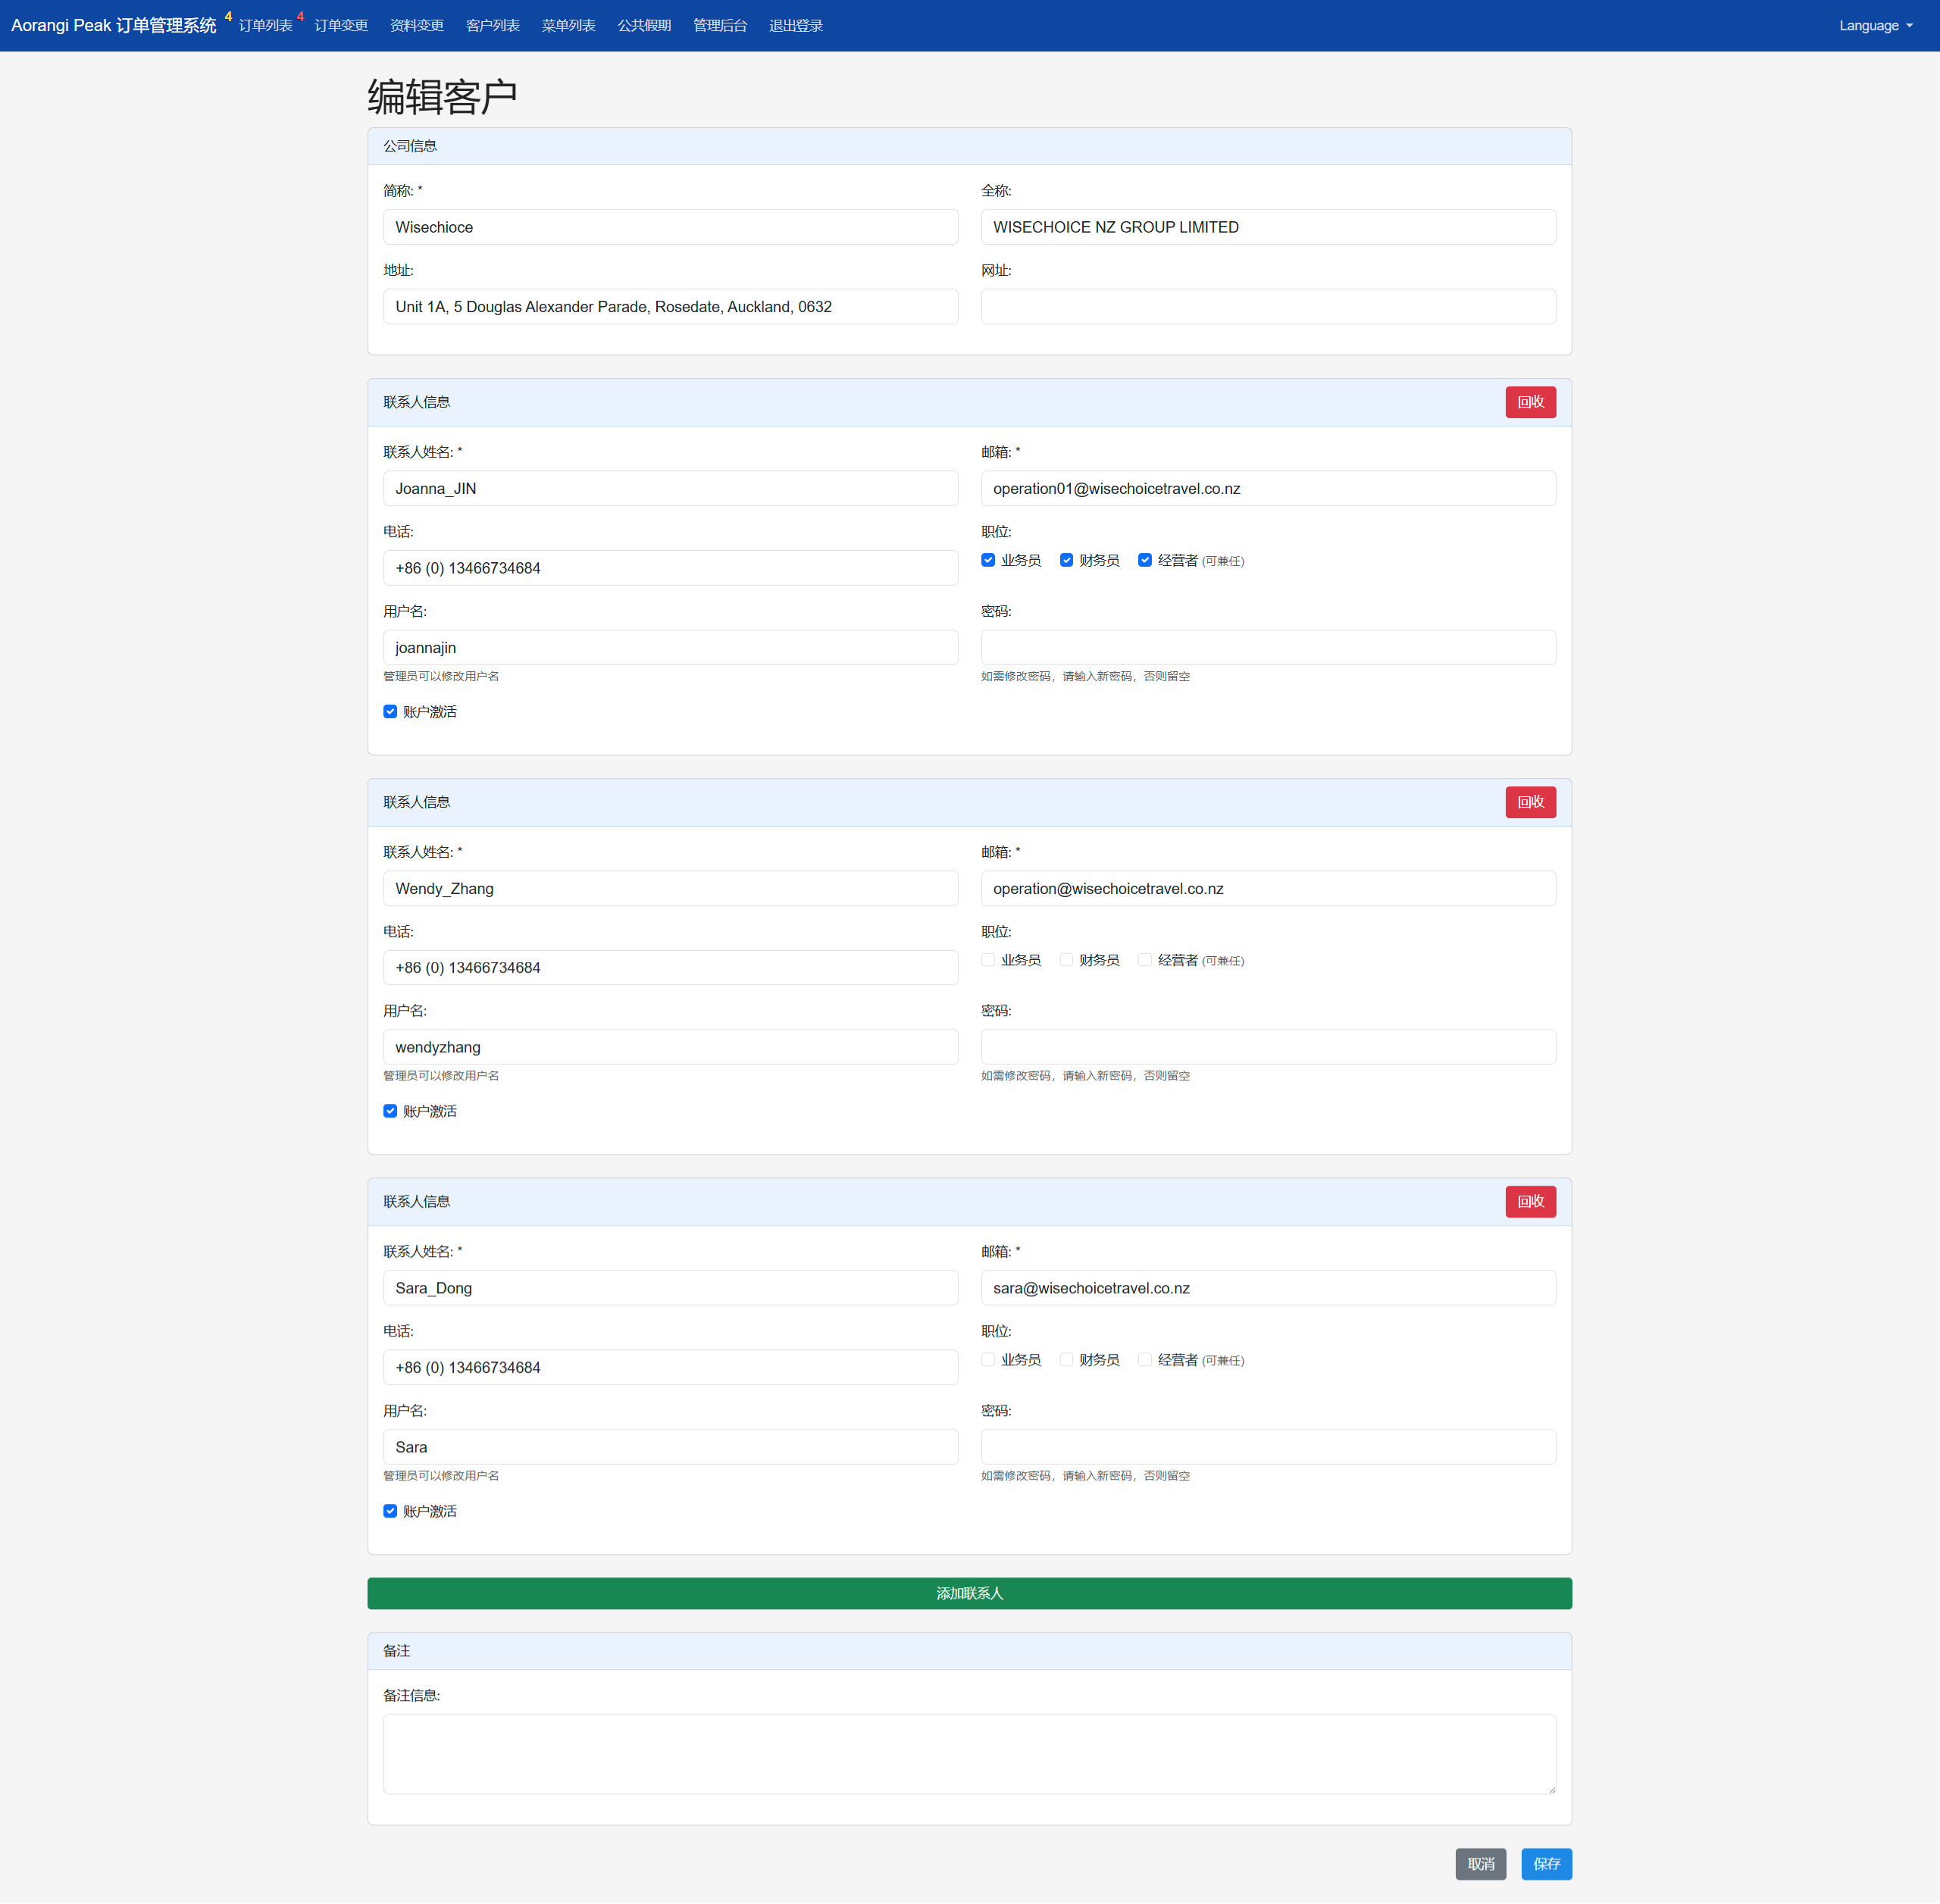 Aorangi Peak 订单管理系统 4 订单列表 4 订单变更 资料变更 客户列表 菜单列表 公共假期 管理后台 退出登录 Language
编辑客户
公司信息
简称: * 全称:
Wisechioce WISECHOICE NZ GROUP LIMITED
地址: 网址:
Unit 1A, 5 Douglas Alexander Parade, Rosedate, Auckland, 0632
联系人信息 回收
联系人姓名: * 邮箱: *
Joanna_JIN operation01@wisechoicetravel.co.nz
电话: 职位:
+86 (0) 13466734684 业务员 财务员 经营者 (可兼任)
用户名: 密码:
joannajin
管理员可以修改用户名 如需修改密码，请输入新密码，否则留空
账户激活
联系人信息 回收
联系人姓名: * 邮箱: *
Wendy_Zhang operation@wisechoicetravel.co.nz
电话: 职位:
+86 (0) 13466734684 业务员 财务员 经营者 (可兼任)
用户名: 密码:
wendyzhang
管理员可以修改用户名 如需修改密码，请输入新密码，否则留空
账户激活
联系人信息 回收
联系人姓名: * 邮箱: *
Sara_Dong sara@wisechoicetravel.co.nz
电话: 职位:
+86 (0) 13466734684 业务员 财务员 经营者 (可兼任)
用户名: 密码:
Sara
管理员可以修改用户名 如需修改密码，请输入新密码，否则留空
账户激活
添加联系人
备注
备注信息:
取消 保存